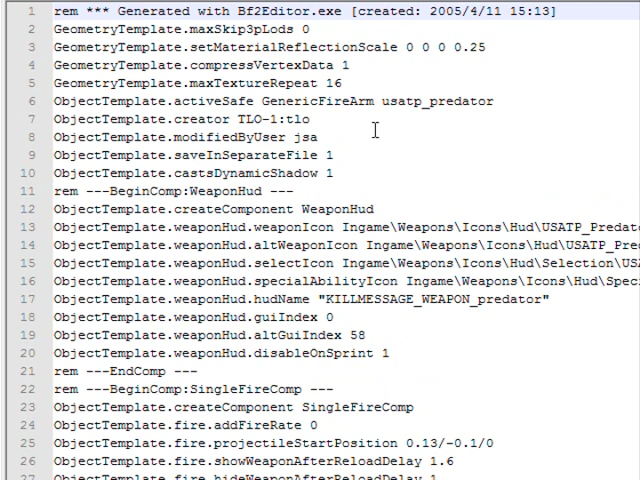 1 rem *** Generated with Bf2Editor.exe [created: 2005/4/11 15:13]
2 GeometryTemplate.maxSkip3pLods 0
3 GeometryTemplate.setMaterialReflectionScale 0 0 0 0.25
4 GeometryTemplate.compressVertexData 1
5 GeometryTemplate.maxTextureRepeat 16
6 ObjectTemplate.activeSafe GenericFireArm usatp_predator
7 ObjectTemplate.creator TLO-1:tlo
8 ObjectTemplate.modifiedByUser jsa
9 ObjectTemplate.saveInSeparateFile 1
10 ObjectTemplate.castsDynamicShadow 1
11 rem ---BeginComp:WeaponHud ---
12 ObjectTemplate.createComponent WeaponHud
13 ObjectTemplate.weaponHud.weaponIcon Ingame\Weapons\Icons\Hud\USATP_Predato
14 ObjectTemplate.weaponHud.altWeaponIcon Ingame\Weapons\Icons\Hud\USATP_Pre
15 ObjectTemplate.weaponHud.selectIcon Ingame\Weapons\Icons\Hud\Selection\USA
16 ObjectTemplate.weaponHud.specialAbilityIcon Ingame\Weapons\Icons\Hud\Spec
17 ObjectTemplate.weaponHud.hudName "KILLMESSAGE_WEAPON_predator"
18 ObjectTemplate.weaponHud.guiIndex 0
19 ObjectTemplate.weaponHud.altGuiIndex 58
20 ObjectTemplate.weaponHud.disableOnSprint 1
21 rem ---EndComp ---
22 rem ---BeginComp:SingleFireComp ---
23 ObjectTemplate.createComponent SingleFireComp
24 ObjectTemplate.fire.addFireRate 0
25 ObjectTemplate.fire.projectileStartPosition 0.13/-0.1/0
26 ObjectTemplate.fire.showWeaponAfterReloadDelay 1.6
27 ObjectTemplate.fire.hideWeaponAfterReloadDelay 1